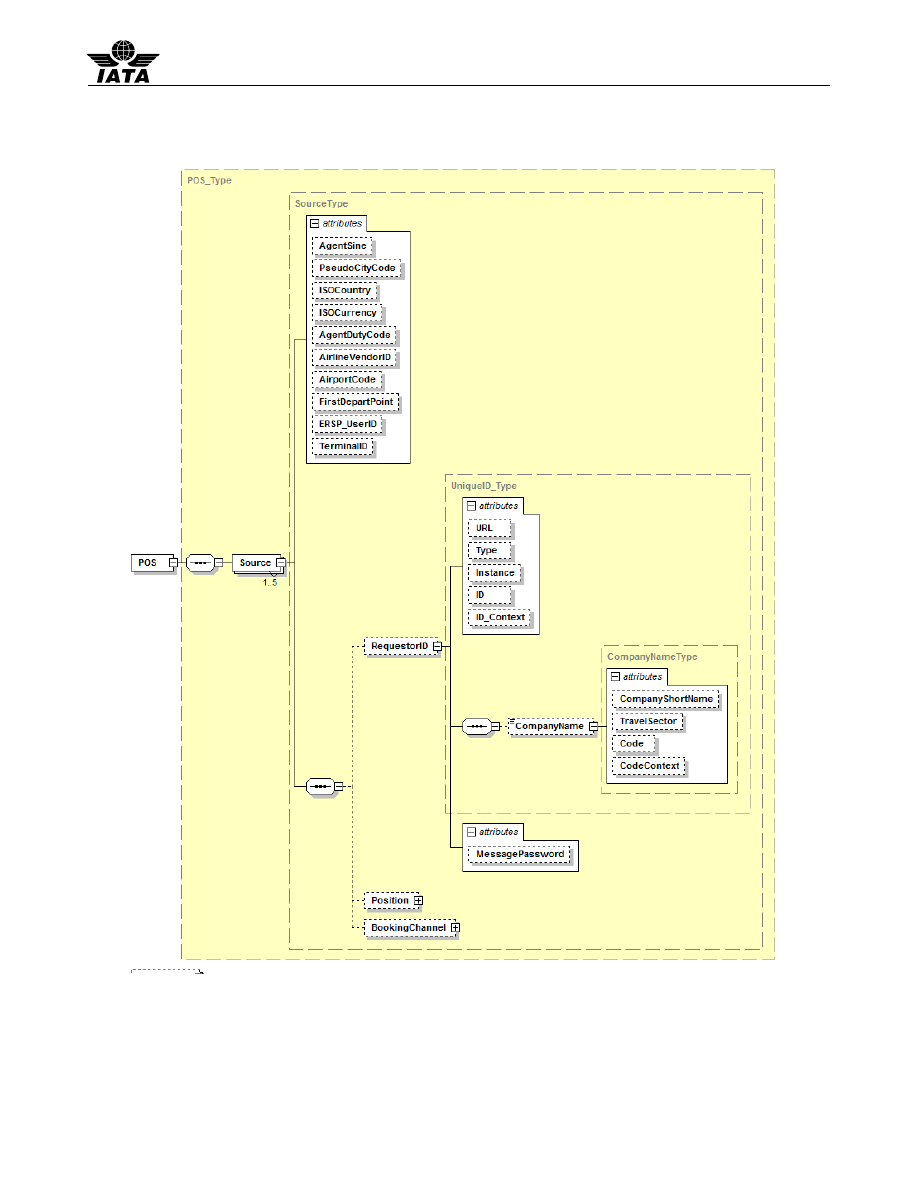 IATA
POS_Type
SourceType
attributes
AgentSine
PseudoCityCode
ISOCountry
ISOCurrency
AgentDutyCode
AirlineVendorID
AirportCode
FirstDepartPoint
ERSP_UserID
TerminalID
UniqueID_Type
attributes
URL
Type
Instance
ID
ID_Context
POS
Source
1..5
RequestorID
CompanyNameType
attributes
CompanyShortName
TravelSector
Code
CodeContext
CompanyName
attributes
MessagePassword
Position
BookingChannel